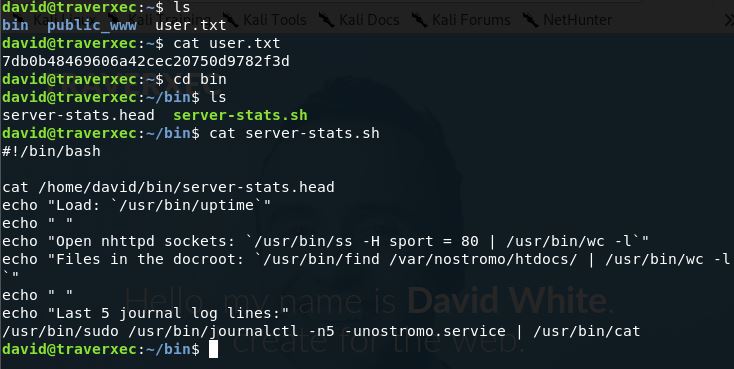 david@traverxec:~$ ls
Kali Training Kali Tools Kali Docs Kali Forums NetHunter
bin public_www user.txt
david@traverxec:~$ cat user.txt
7db0b48469606a42cec20750d9782f3d
david@traverxec:~$ cd bin
david@traverxec:~/bin$ ls
server-stats.head server-stats.sh
david@traverxec:~/bin$ cat server-stats.sh
#!/bin/bash
cat /home/david/bin/server-stats.head
echo "Load: `/usr/bin/uptime`"
echo " "
echo "Open nhttpd sockets: `/usr/bin/ss -H sport = 80 | /usr/bin/wc -l`"
echo "Files in the docroot: `/usr/bin/find /var/nostromo/htdocs/ | /usr/bin/wc -l
`"
echo " "
Hello, my name is David White.
echo "Last 5 journal log lines:"
/usr/bin/sudo /usr/bin/journalctl -n5 -unostromo.service | /usr/bin/cat
create for the web.
david@traverxec:~/bin$